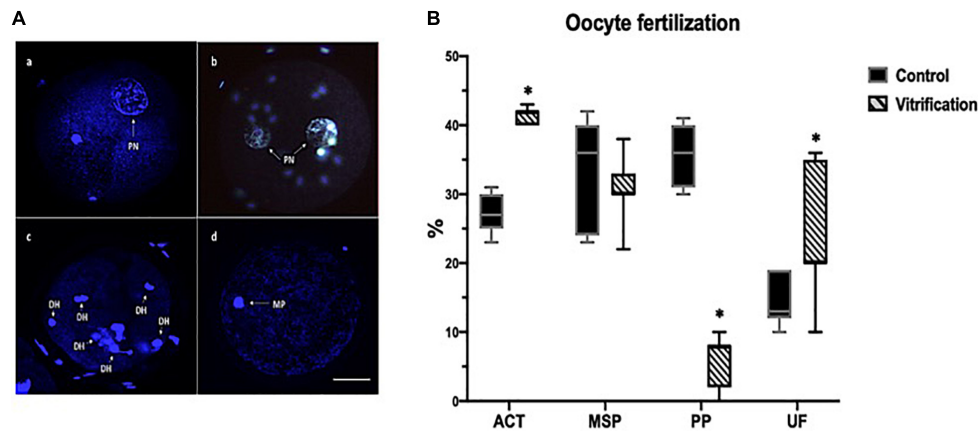 A
a
PN
b
PN
c
DH
DH
DH
DH
DH
DH
d
MP
B
Oocyte fertilization
%
50
40
30
20
10
0
*
*
*
ACT
MSP
PP
UF
Control
Vitrification